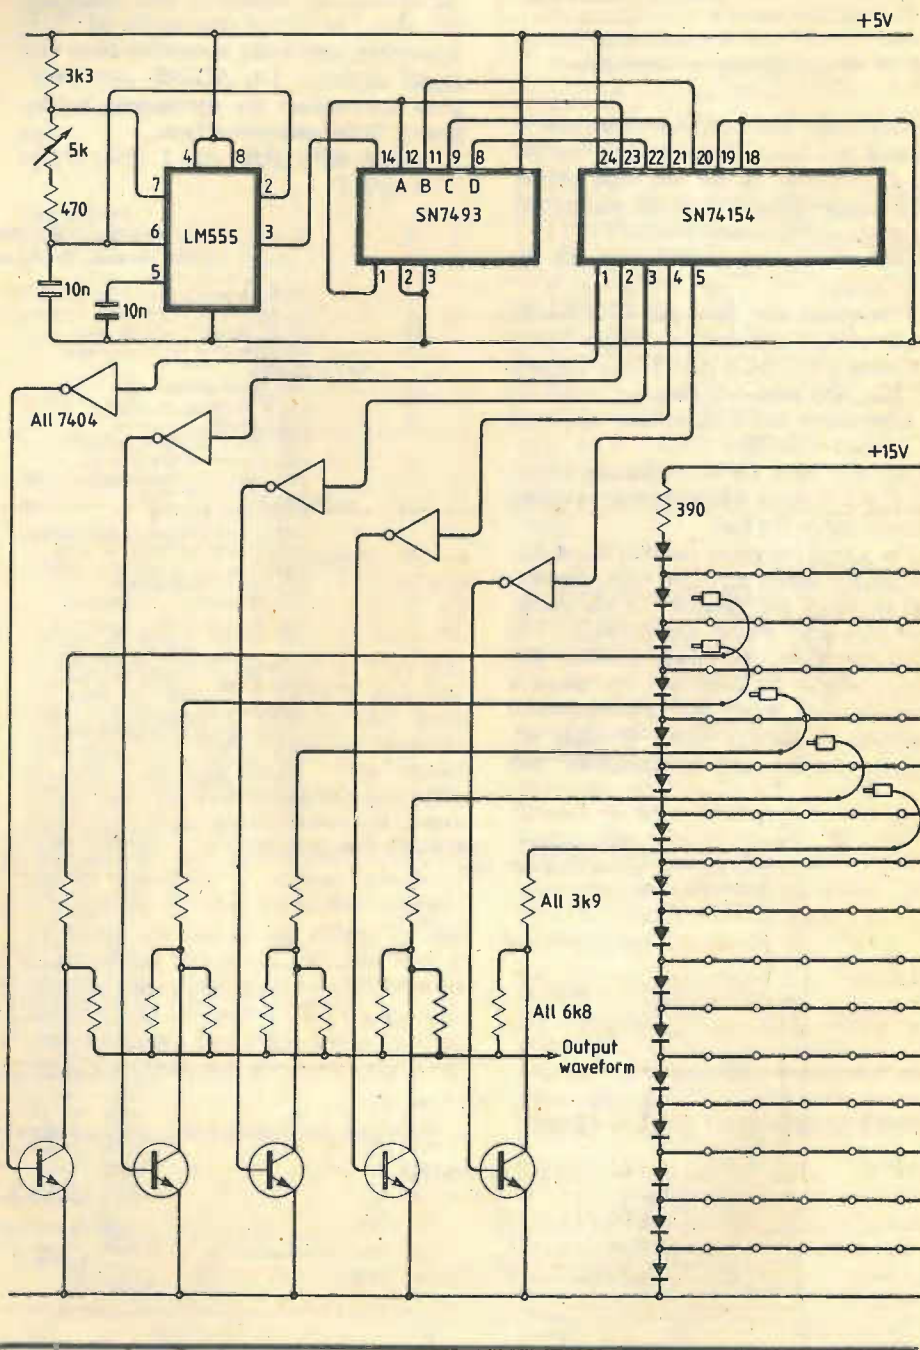 +5V
3k3
5k
470
10n
10n
4 8
7 2
6 3
5
LM555
14 12 11 9 8
A B C D
SN7493
1 2 3
24 23 22 21 20 19 18
SN74154
1 2 3 4 5
All 7404
+15V
390
All 3k9
All 6k8
Output
waveform